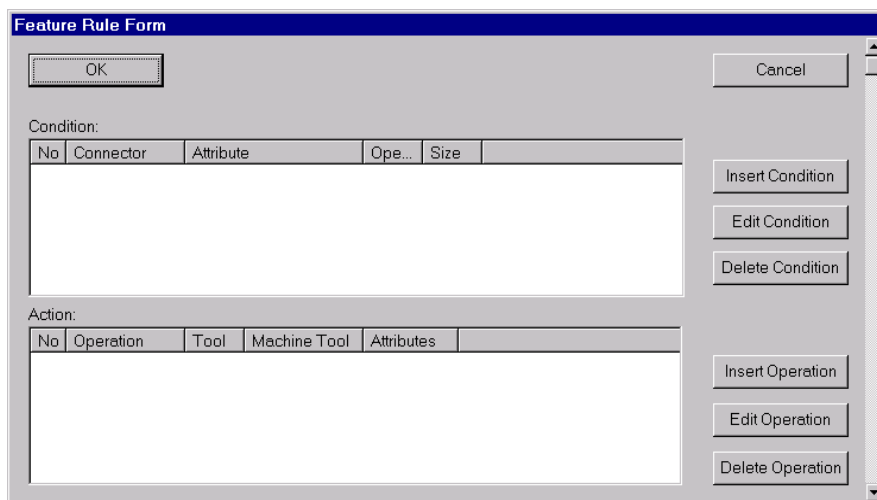 Feature Rule Form
OK
Cancel
Condition:
No Connector Attribute Ope... Size
Insert Condition
Edit Condition
Delete Condition
Action:
No Operation Tool Machine Tool Attributes
Insert Operation
Edit Operation
Delete Operation